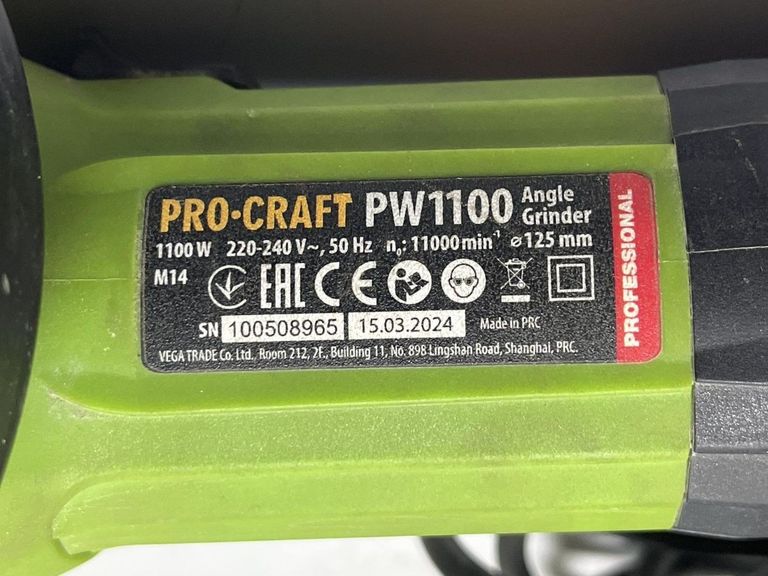 PRO·CRAFT PW1100 Angle Grinder
1100 W 220-240 V~, 50 Hz n₀: 11000 min⁻¹ ⌀125 mm
M14
EAC CE
SN 100508965 15.03.2024 Made in PRC
VEGA TRADE Co. Ltd., Room 212, 2F., Building 11, No. 898 Lingshan Road, Shanghai, PRC.
PROFESSIONAL